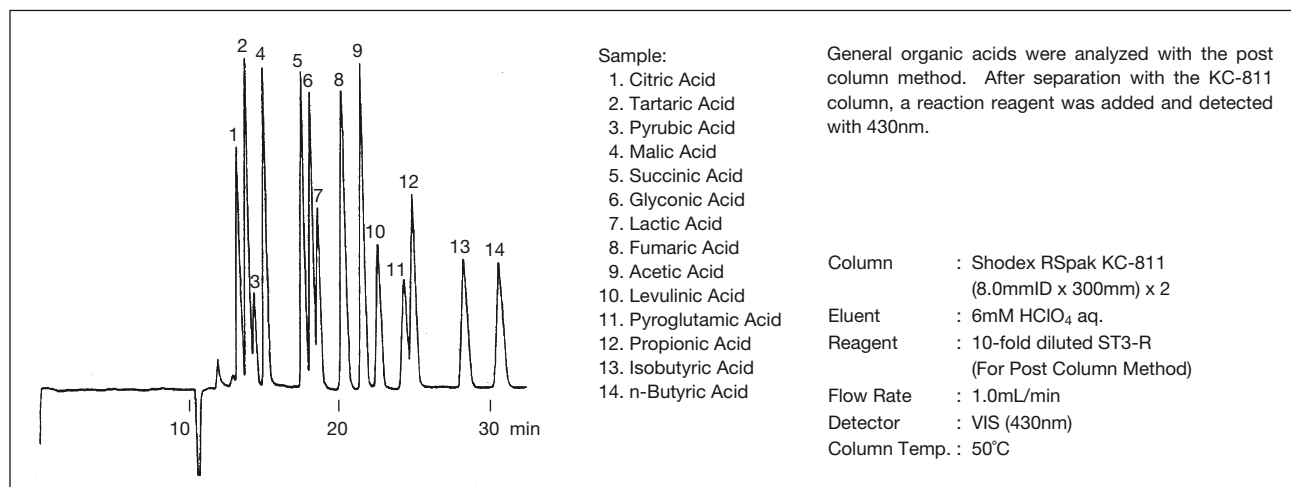 2
4
9
5
6
8
1
7
12
3
10
11
13
14
10
20
30 min
Sample:
1. Citric Acid
2. Tartaric Acid
3. Pyrubic Acid
4. Malic Acid
5. Succinic Acid
6. Glyconic Acid
7. Lactic Acid
8. Fumaric Acid
9. Acetic Acid
10. Levulinic Acid
11. Pyroglutamic Acid
12. Propionic Acid
13. Isobutyric Acid
14. n-Butyric Acid
General organic acids were analyzed with the post
column method. After separation with the KC-811
column, a reaction reagent was added and detected
with 430nm.
Column : Shodex RSpak KC-811
(8.0mmID x 300mm) x 2
Eluent : 6mM HClO₄ aq.
Reagent : 10-fold diluted ST3-R
(For Post Column Method)
Flow Rate : 1.0mL/min
Detector : VIS (430nm)
Column Temp. : 50°C